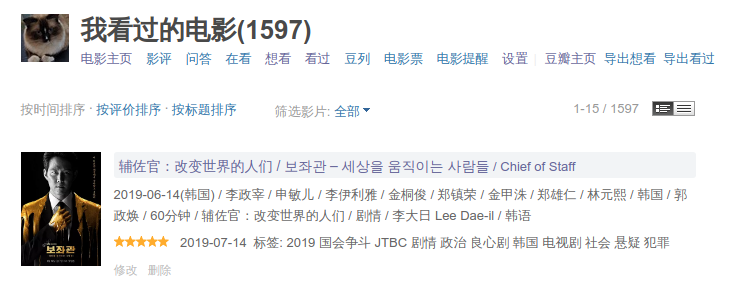 我看过的电影(1597)
电影主页 影评 问答 在看 想看 看过 豆列 电影票 电影提醒 设置 豆瓣主页 导出想看 导出看过
按时间排序 · 按评价排序 · 按标题排序 筛选影片: 全部 1-15 / 1597
辅佐官：改变世界的人们 / 보좌관 – 세상을 움직이는 사람들 / Chief of Staff
2019-06-14(韩国) / 李政宰 / 申敏儿 / 李伊利雅 / 金桐俊 / 郑镇荣 / 金甲洙 / 郑雄仁 / 林元熙 / 韩国 / 郭
政焕 / 60分钟 / 辅佐官：改变世界的人们 / 剧情 / 李大日 Lee Dae-il / 韩语
2019-07-14 标签: 2019 国会争斗 JTBC 剧情 政治 良心剧 韩国 电视剧 社会 悬疑 犯罪
보좌관
修改 删除